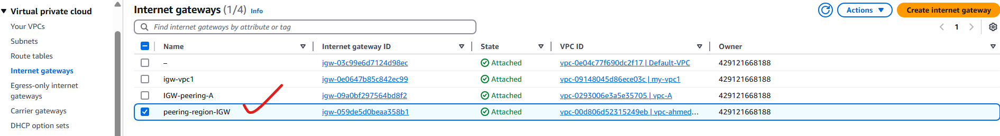 Virtual private cloud
Your VPCs
Subnets
Route tables
Internet gateways
Egress-only internet
gateways
Carrier gateways
DHCP option sets
Internet gateways (1/4) Info
Actions
Create internet gateway
Find internet gateways by attribute or tag
1
Name Internet gateway ID State VPC ID Owner
– igw-03c99e6d7124d98ec Attached vpc-0e04c77f690dc2f17 | Default-VPC 429121668188
igw-vpc1 igw-0e0647b85c842ec99 Attached vpc-09148045d86ece03c | my-vpc1 429121668188
IGW-peering-A igw-09a0bf297564bd8f2 Attached vpc-0293006e3a5e35705 | vpc-A 429121668188
peering-region-IGW igw-059de5d0beaa358b1 Attached vpc-00d806d52315249eb | vpc-ahmed... 429121668188